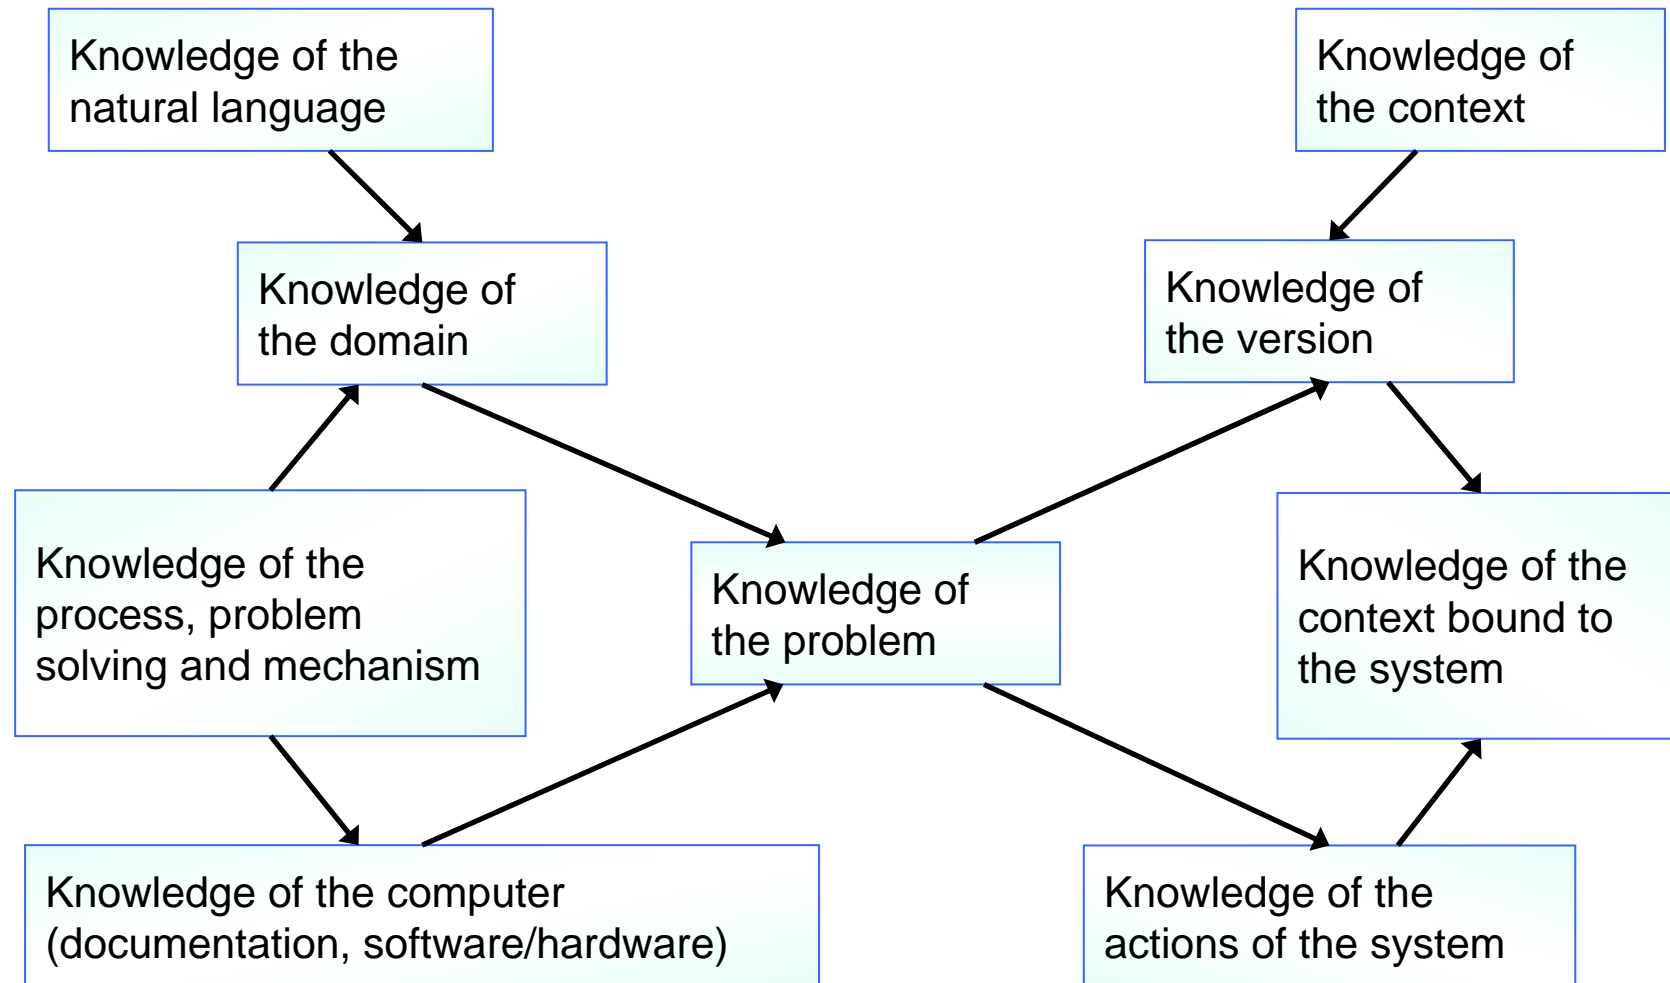 Knowledge of the
natural language
Knowledge of
the context
Knowledge of
the domain
Knowledge of
the version
Knowledge of the
process, problem
solving and mechanism
Knowledge of
the problem
Knowledge of the
context bound to
the system
Knowledge of the computer
(documentation, software/hardware)
Knowledge of the
actions of the system